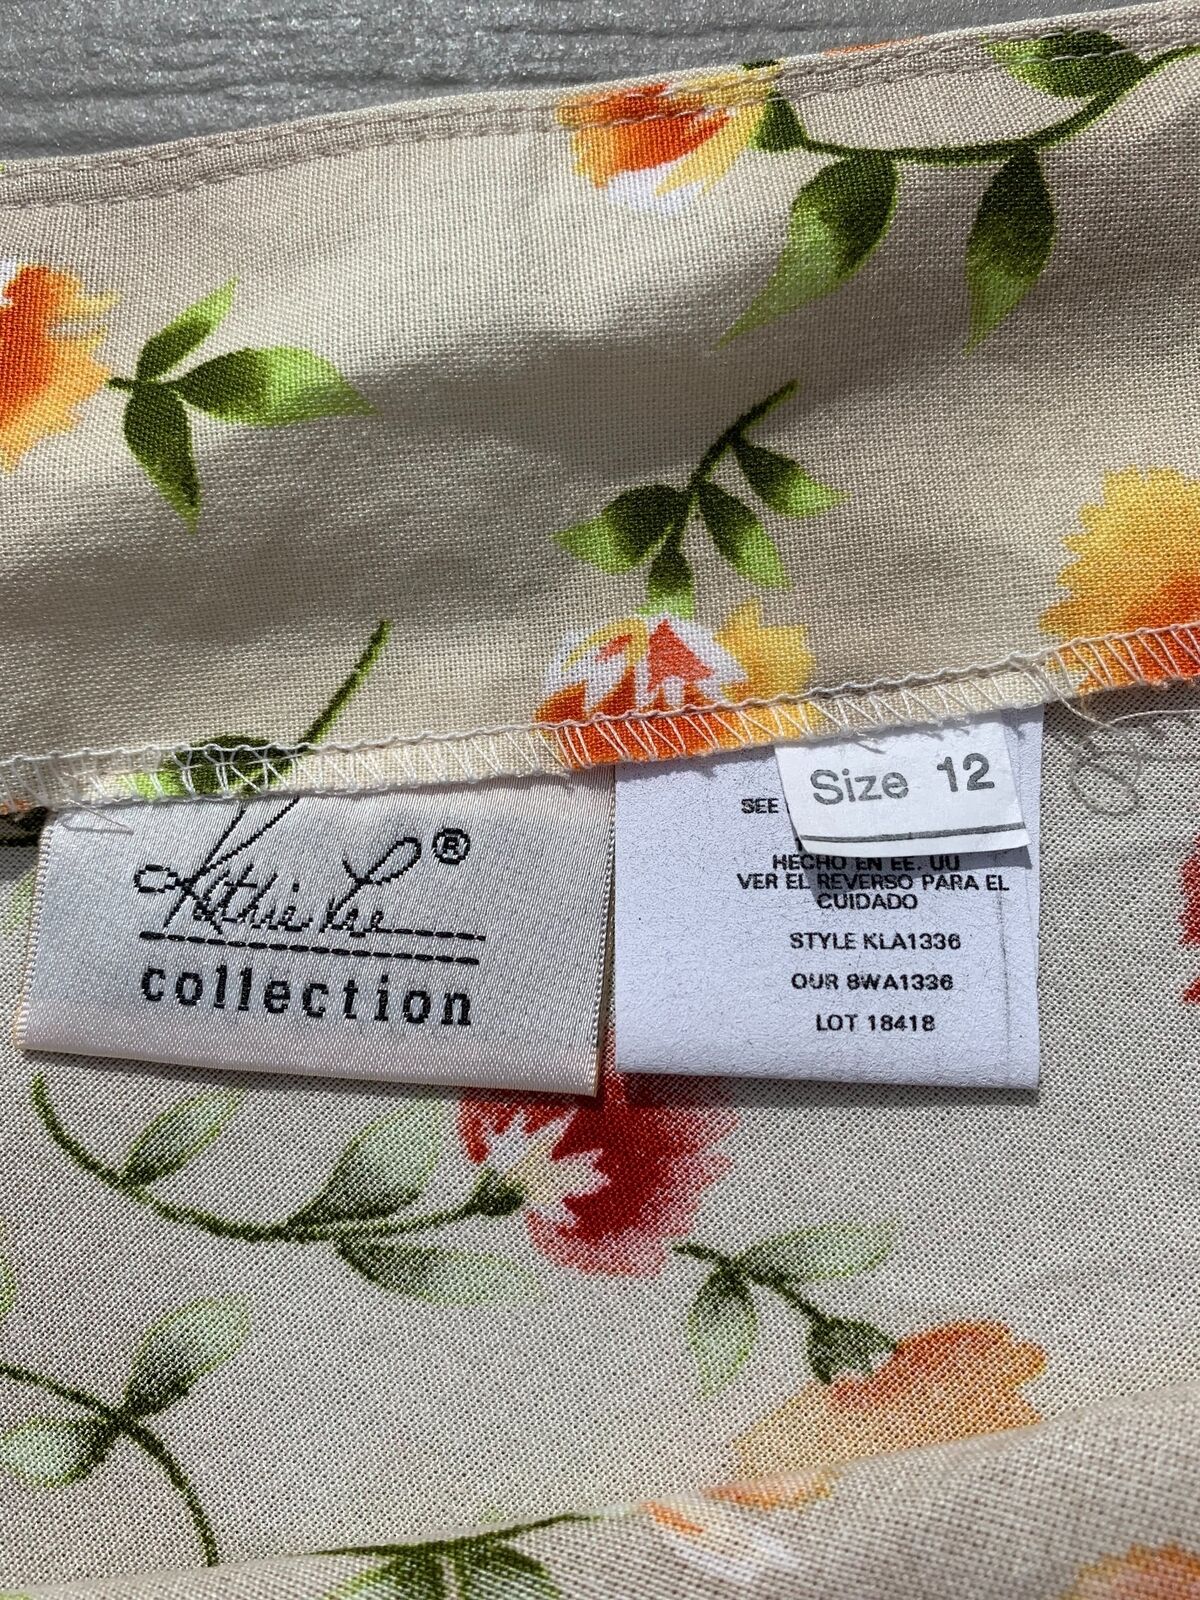 Kathie Lee®
collection
Size 12
SEE
HECHO EN EE. UU
VER EL REVERSO PARA EL
CUIDADO
STYLE KLA1336
OUR 8WA1336
LOT 18418